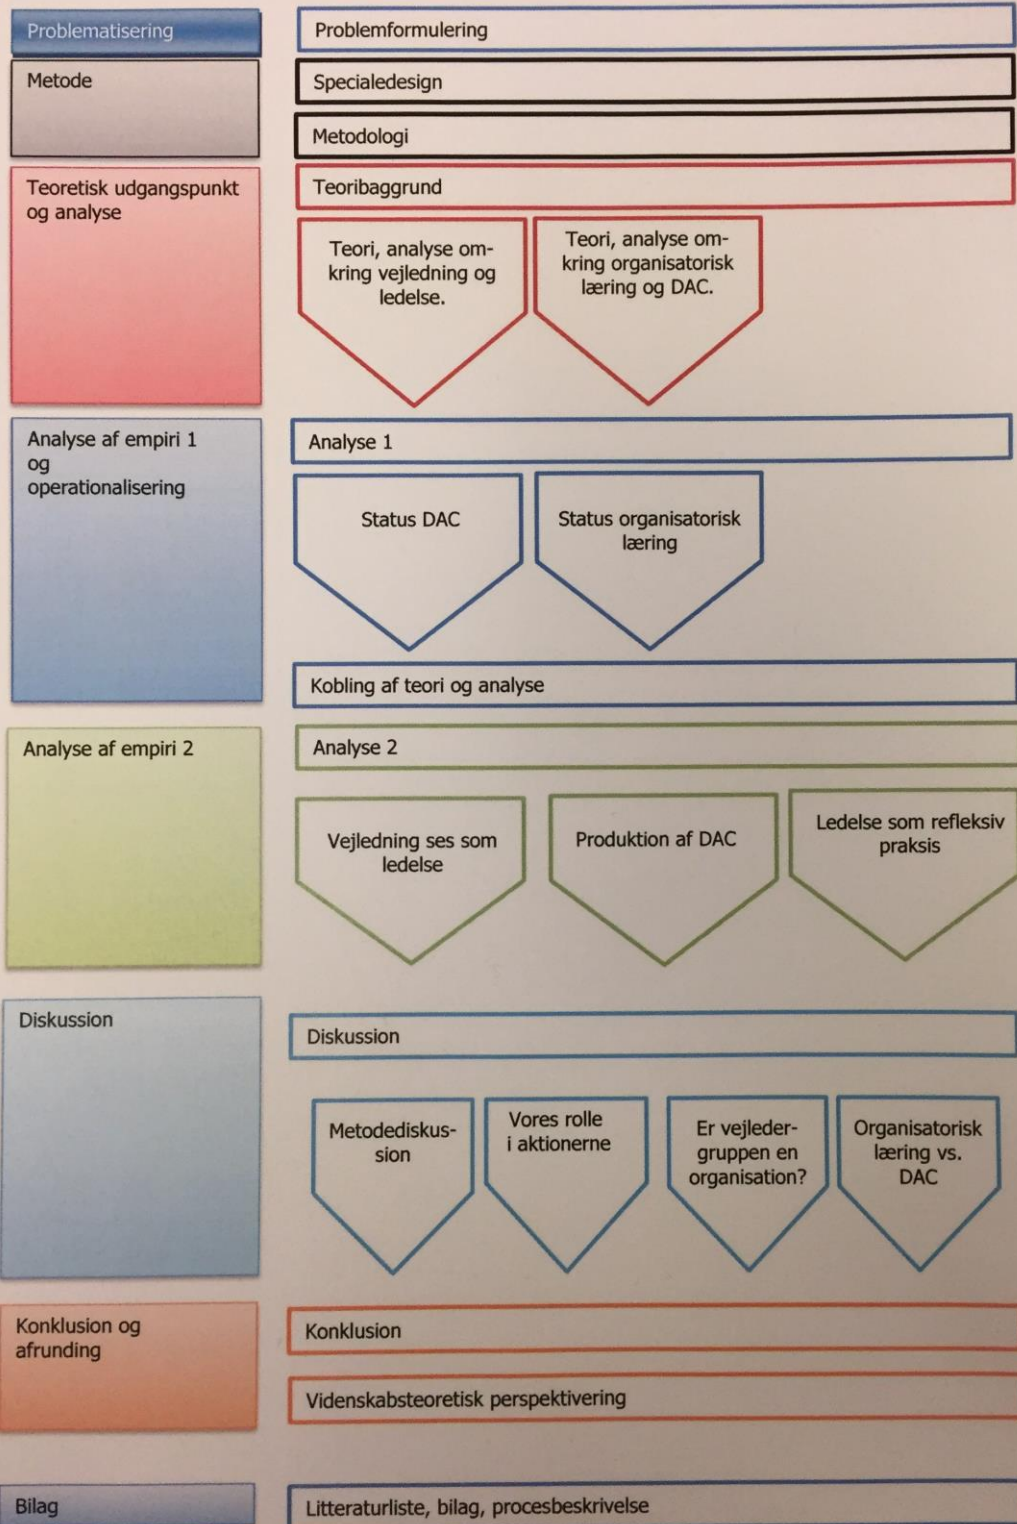 Problematisering
Problemformulering
Metode
Specialedesign
Metodologi
Teoretisk udgangspunkt
og analyse
Teoribaggrund
Teori, analyse om-
kring vejledning og
ledelse.
Teori, analyse om-
kring organisatorisk
læring og DAC.
Analyse af empiri 1
og
operationalisering
Analyse 1
Status DAC
Status organisatorisk
læring
Kobling af teori og analyse
Analyse af empiri 2
Analyse 2
Vejledning ses som
ledelse
Produktion af DAC
Ledelse som refleksiv
praksis
Diskussion
Diskussion
Metodediskus-
sion
Vores rolle
i aktionerne
Er vejleder-
gruppen en
organisation?
Organisatorisk
læring vs.
DAC
Konklusion og
afrunding
Konklusion
Videnskabsteoretisk perspektivering
Bilag
Litteraturliste, bilag, procesbeskrivelse